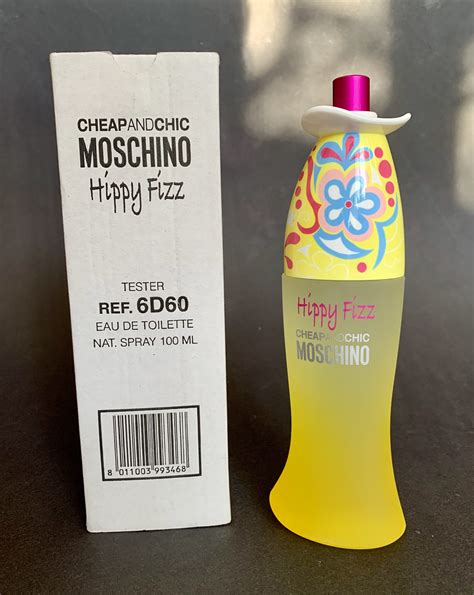 CHEAPANDCHIC
MOSCHINO
Hippy Fizz
TESTER
REF. 6D60
EAU DE TOILETTE
NAT. SPRAY 100 ML
8 011003 993468
Hippy Fizz
CHEAPANDCHIC
MOSCHINO